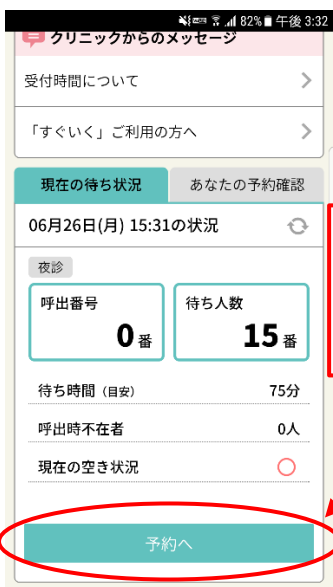 82% 午後 3:32
クリニックからのメッセージ
受付時間について
「すぐいく」ご利用の方へ
現在の待ち状況 あなたの予約確認
06月26日(月) 15:31の状況
夜診
呼出番号 待ち人数
0番 15番
待ち時間 (目安) 75分
呼出時不在者 0人
現在の空き状況 ○
予約へ